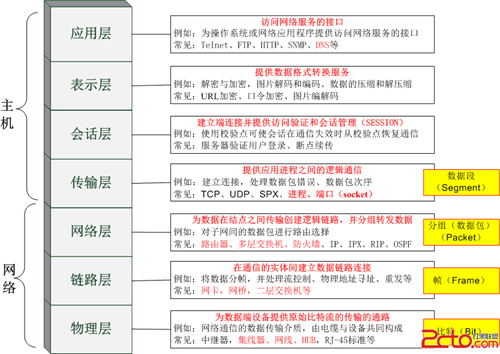 应用层
访问网络服务的接口
例如：为操作系统或网络应用程序提供访问网络服务的接口
常见：Telnet、FTP、HTTP、SNMP、DNS等
表示层
提供数据格式转换服务
例如：解密与加密，图片解码和编码、数据的压缩和解压缩
常见：URL加密、口令加密、图片编解码
主机
会话层
建立端连接并提供访问验证和会话管理（SESSION）
例如：使用校验点可使会话在通信失效时从校验点恢复通信
常见：服务器验证用户登录、断点续传
传输层
提供应用进程之间的逻辑通信
例如：建立连接，处理数据包错误、数据包次序
常见：TCP、UDP、SPX、进程、端口（socket）
数据段
（Segment）
网络层
为数据在结点之间传输创建逻辑链路，并分组转发数据
例如：对子网间的数据包进行路由选择
常见：路由器、多层交换机、防火墙、IP、IPX、RIP、OSPF
分组（数据包）
（Packet）
网络
链路层
在通信的实体间建立数据链路连接
例如：将数据分帧，并处理流控制、物理地址寻址、重发等
常见：网卡，网桥，二层交换机等
帧（Frame）
物理层
为数据端设备提供原始比特流的传输的通路
例如：网络通信的数据传输介质，由电缆与设备共同构成
常见：中继器，集线器、网线、HUB，RJ-45标准等
比特（Bit）
2cto.com